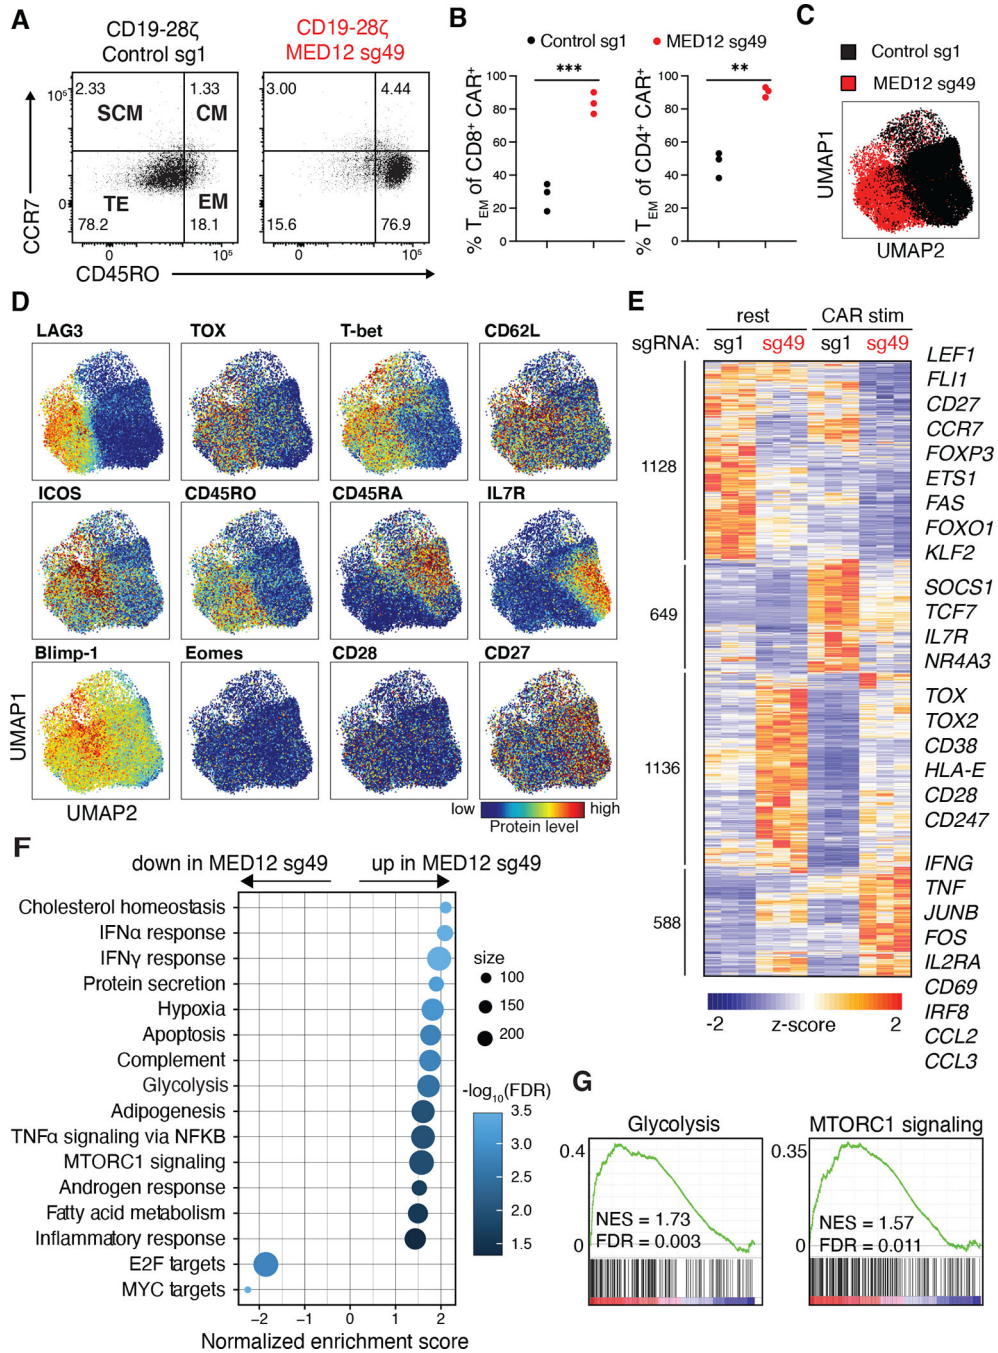 A
CD19-28ζ
Control sg1
CD19-28ζ
MED12 sg49
2.33
1.33
SCM
CM
TE
EM
78.2
18.1
3.00
4.44
15.6
76.9
10⁵
0
CCR7
0
10⁵
0
10⁵
CD45RO
B
Control sg1
MED12 sg49
***
100
80
60
40
20
0
% TEM of CD8⁺ CAR⁺
**
100
80
60
40
20
0
% TEM of CD4⁺ CAR⁺
C
Control sg1
MED12 sg49
UMAP1
UMAP2
D
LAG3
TOX
T-bet
CD62L
ICOS
CD45RO
CD45RA
IL7R
Blimp-1
Eomes
CD28
CD27
UMAP1
UMAP2
low
high
Protein level
E
rest
CAR stim
sgRNA: sg1 sg49 sg1 sg49
1128
649
1136
588
LEF1
FLI1
CD27
CCR7
FOXP3
ETS1
FAS
FOXO1
KLF2
SOCS1
TCF7
IL7R
NR4A3
TOX
TOX2
CD38
HLA-E
CD28
CD247
IFNG
TNF
JUNB
FOS
IL2RA
CD69
IRF8
CCL2
CCL3
-2 z-score 2
F
down in MED12 sg49
up in MED12 sg49
Cholesterol homeostasis
IFNα response
IFNγ response
Protein secretion
Hypoxia
Apoptosis
Complement
Glycolysis
Adipogenesis
TNFα signaling via NFKB
MTORC1 signaling
Androgen response
Fatty acid metabolism
Inflammatory response
E2F targets
MYC targets
−2 −1 0 1 2
Normalized enrichment score
size
100
150
200
-log₁₀(FDR)
3.5
3.0
2.5
2.0
1.5
G
Glycolysis
0.4
0
NES = 1.73
FDR = 0.003
MTORC1 signaling
0.35
0
NES = 1.57
FDR = 0.011